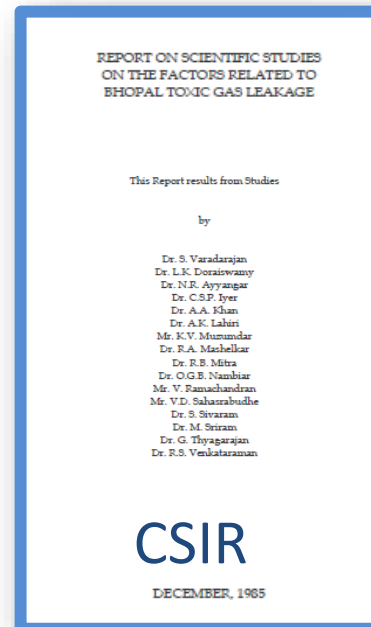 REPORT ON SCIENTIFIC STUDIES
ON THE FACTORS RELATED TO
BHOPAL TOXIC GAS LEAKAGE
This Report results from Studies
by
Dr. S. Varadarajan
Dr. L.K. Doraiswamy
Dr. N.R. Ayyangar
Dr. C.S.P. Iyer
Dr. A.A. Khan
Dr. A.K. Lahiri
Mr. K.V. Muzumdar
Dr. R.A. Mashelkar
Dr. R.B. Mitra
Dr. O.G.B. Nambiar
Mr. V. Ramachandran
Mr. V.D. Sahasrabudhe
Dr. S. Sivaram
Dr. M. Sriram
Dr. G. Thyagarajan
Dr. R.S. Venkataraman
CSIR
DECEMBER, 1985